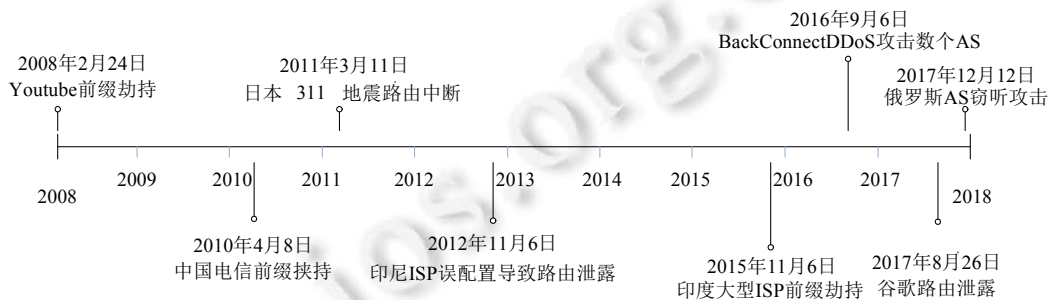 2016年9月6日
BackConnectDDoS攻击数个AS
2008年2月24日
Youtube前缀劫持
2011年3月11日
日本 311 地震路由中断
2017年12月12日
俄罗斯AS窃听攻击
2008
2009
2010
2011
2012
2013
2014
2015
2016
2017
2018
2010年4月8日
中国电信前缀挟持
2012年11月6日
印尼ISP误配置导致路由泄露
2015年11月6日
印度大型ISP前缀劫持
2017年8月26日
谷歌路由泄露